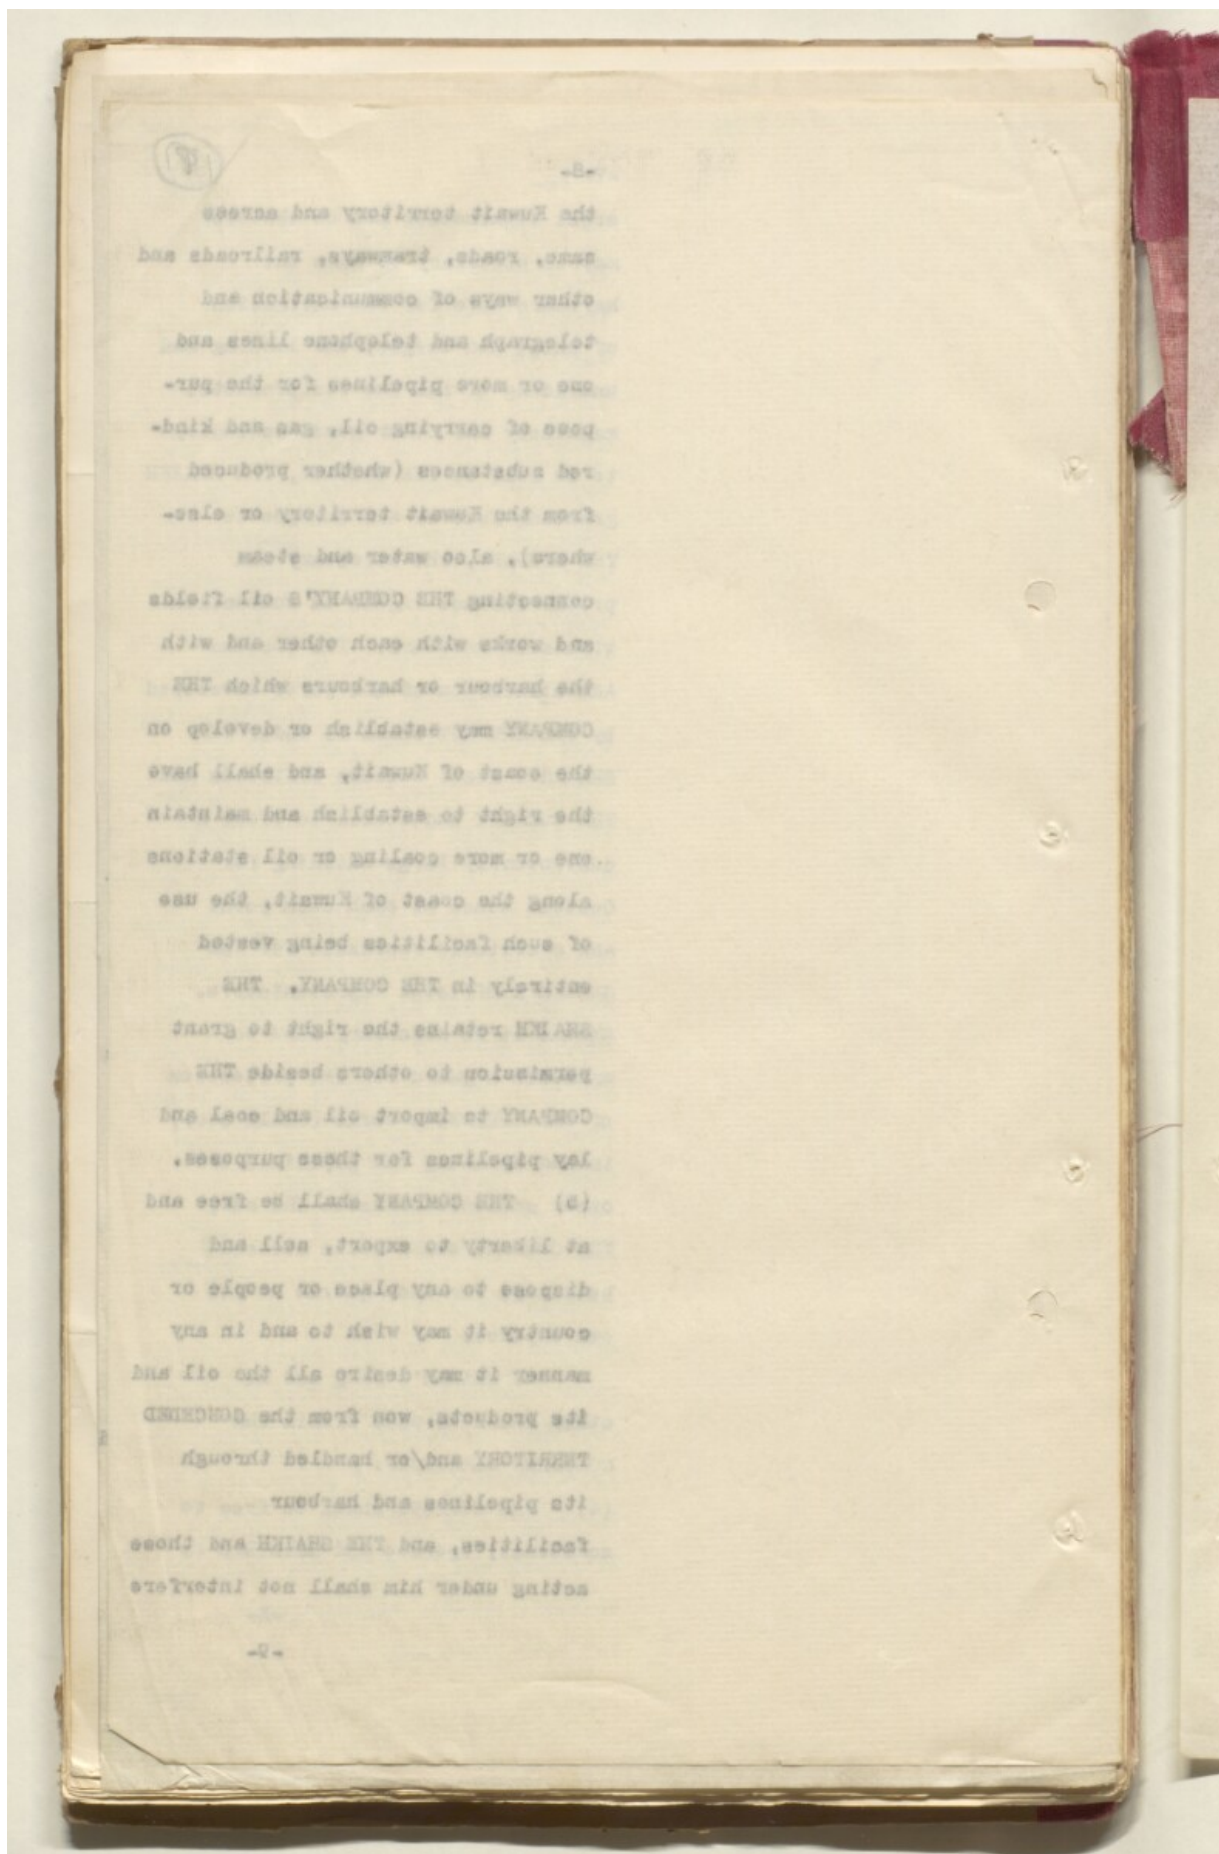 -8-
the Kuwait territory and across
same, roads, tramways, railroads and
other ways of communication and
telegraph and telephone lines and
one or more pipelines for the pur-
pose of carrying oil, gas and kind-
red substances (whether produced
from the Kuwait territory or else-
where), also water and steam
connecting THE COMPANY'S oil fields
and works with each other and with
the harbour or harbours which THE
COMPANY may establish or develop on
the coast of Kuwait, and shall have
the right to establish and maintain
one or more coaling or oil stations
along the coast of Kuwait, the use
of such facilities being vested
entirely in THE COMPANY. THE
SHAIKH retains the right to grant
permission to others beside THE
COMPANY to import oil and coal and
lay pipelines for these purposes.
(b) THE COMPANY shall be free and
at liberty to export, sell and
dispose to any place or people or
country it may wish to and in any
manner it may desire all the oil and
its products, won from the CONCEDED
TERRITORY and/or handled through
its pipelines and harbour
facilities, and THE SHAIKH and those
acting under him shall not interfere
-9-